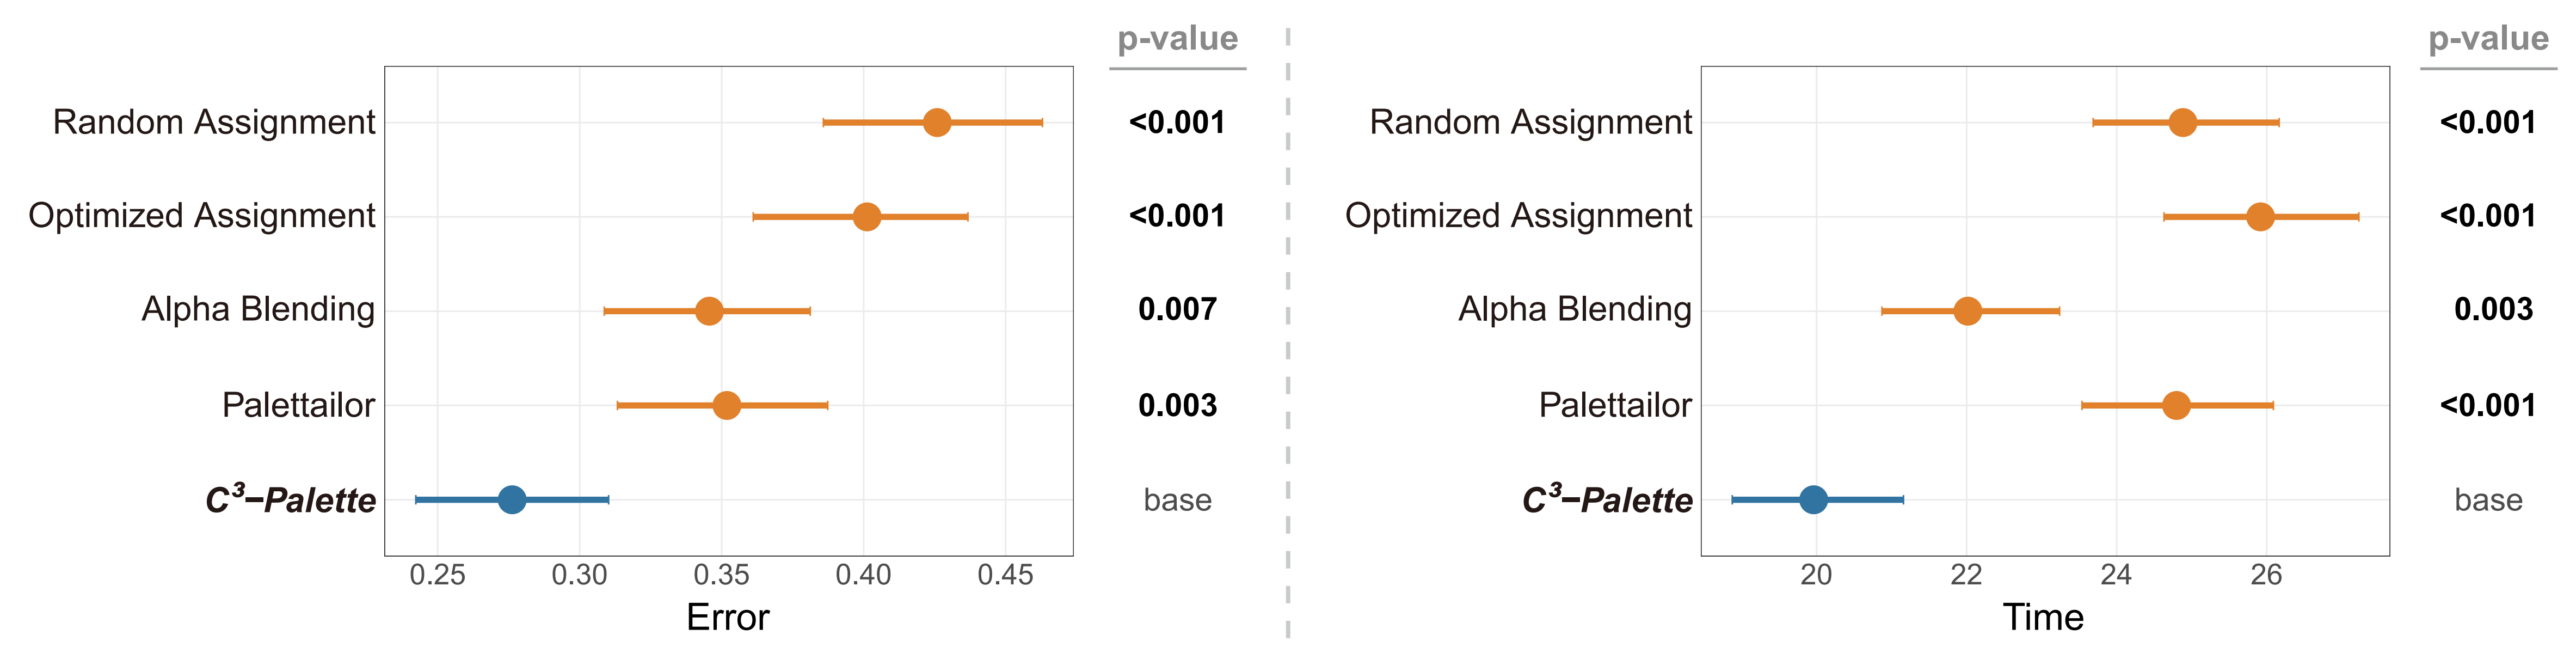 p-value
Random Assignment <0.001
Optimized Assignment <0.001
Alpha Blending 0.007
Palettailor 0.003
C³−Palette base
0.25 0.30 0.35 0.40 0.45
Error
p-value
Random Assignment <0.001
Optimized Assignment <0.001
Alpha Blending 0.003
Palettailor <0.001
C³−Palette base
20 22 24 26
Time